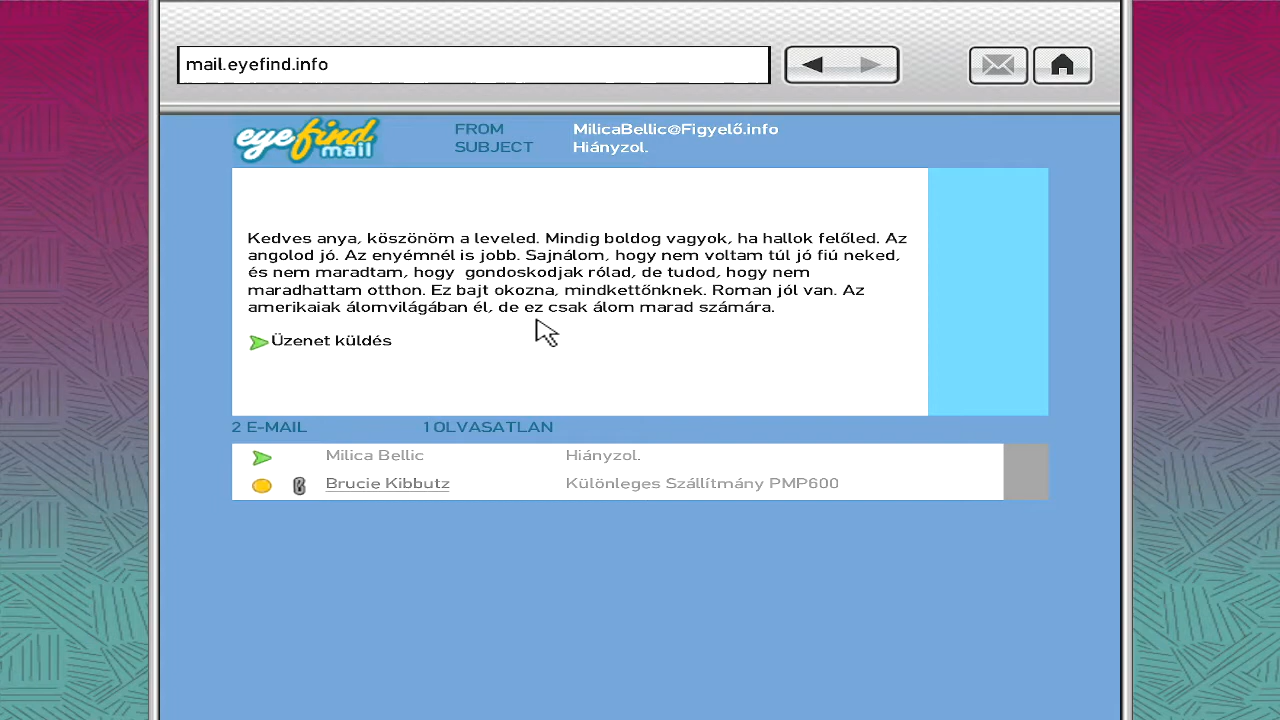 mail.eyefind.info
eyefind mail
FROM MilicaBellic@Figyelő.info
SUBJECT Hiányzol.
Kedves anya, köszönöm a leveled. Mindig boldog vagyok, ha hallok felőled. Az
angolod jó. Az enyémnél is jobb. Sajnálom, hogy nem voltam túl jó fiú neked,
és nem maradtam, hogy  gondoskodjak rólad, de tudod, hogy nem
maradhattam otthon. Ez bajt okozna, mindkettőnknek. Roman jól van. Az
amerikaiak álomvilágában él, de ez csak álom marad számára.
Üzenet küldés
2 E-MAIL 1 OLVASATLAN
Milica Bellic Hiányzol.
Brucie Kibbutz Különleges Szállítmány PMP600